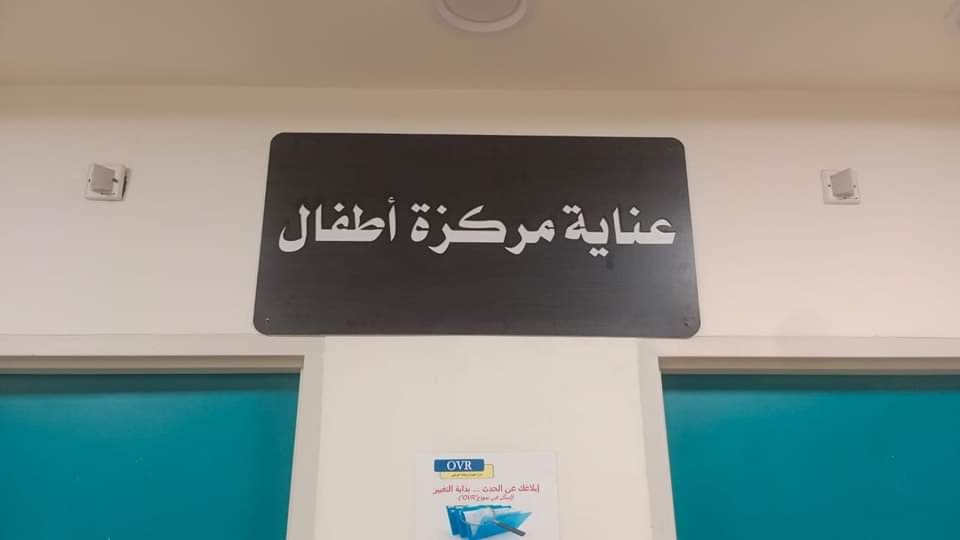 عناية مركزة أطفال
OVR
إبلاغك عن الحدث ... بداية التغيير